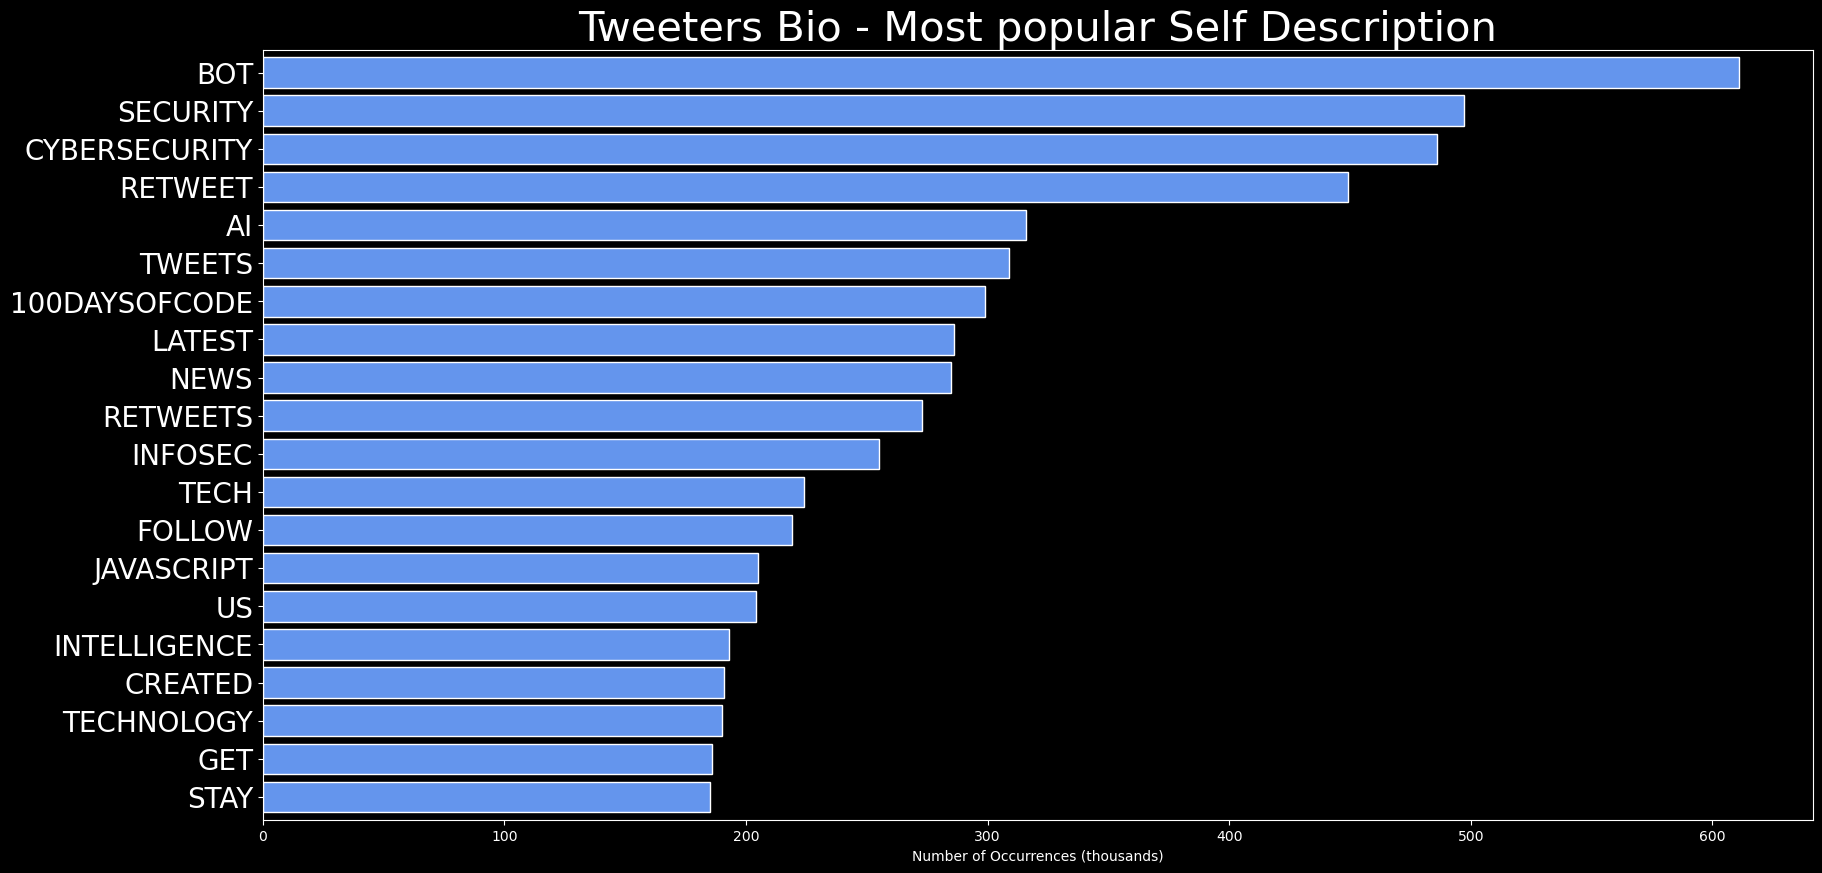 Tweeters Bio - Most popular Self Description
BOT
SECURITY
CYBERSECURITY
RETWEET
AI
TWEETS
100DAYSOFCODE
LATEST
NEWS
RETWEETS
INFOSEC
TECH
FOLLOW
JAVASCRIPT
US
INTELLIGENCE
CREATED
TECHNOLOGY
GET
STAY
0 100 200 300 400 500 600
Number of Occurrences (thousands)